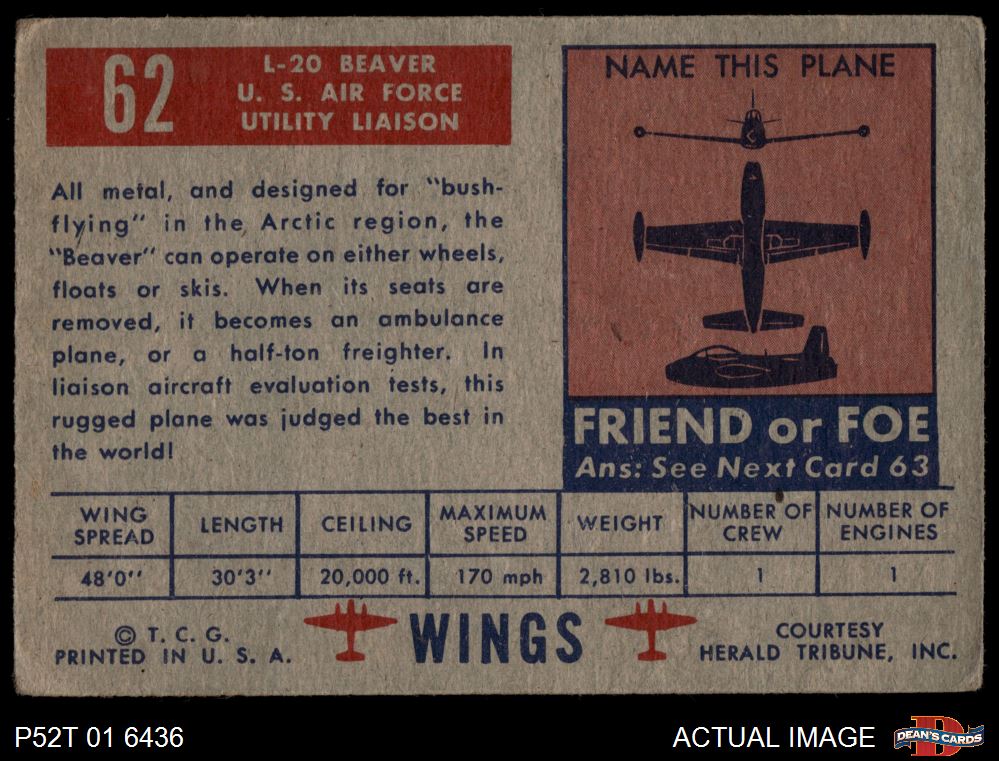 62
L-20 BEAVER
U. S. AIR FORCE
UTILITY LIAISON
All metal, and designed for "bush-
flying" in the Arctic region, the
"Beaver" can operate on either wheels,
floats or skis. When its seats are
removed, it becomes an ambulance
plane, or a half-ton freighter. In
liaison aircraft evaluation tests, this
rugged plane was judged the best in
the world!
NAME THIS PLANE
FRIEND or FOE
Ans: See Next Card 63
WING SPREAD LENGTH CEILING MAXIMUM SPEED WEIGHT NUMBER OF CREW NUMBER OF ENGINES
48'0'' 30'3'' 20,000 ft. 170 mph 2,810 lbs. 1 1
© T. C. G.
PRINTED IN U. S. A.
WINGS
COURTESY
HERALD TRIBUNE, INC.
P52T 01 6436
ACTUAL IMAGE
D
DEAN'S CARDS